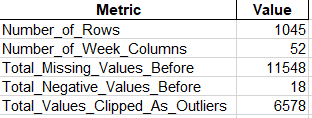 Metric Value
Number_of_Rows 1045
Number_of_Week_Columns 52
Total_Missing_Values_Before 11548
Total_Negative_Values_Before 18
Total_Values_Clipped_As_Outliers 6578